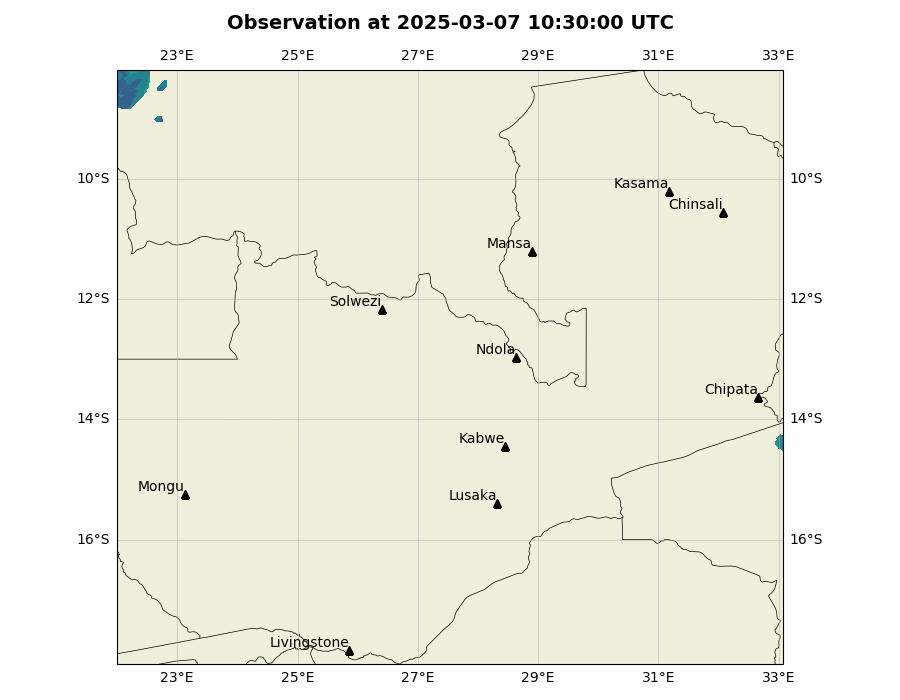 Observation at 2025-03-07 10:30:00 UTC
23°E 25°E 27°E 29°E 31°E 33°E
10°S 10°S
Kasama
Chinsali
Mansa
12°S 12°S
Solwezi
Ndola
Chipata
14°S 14°S
Kabwe
Mongu
Lusaka
16°S 16°S
Livingstone
23°E 25°E 27°E 29°E 31°E 33°E